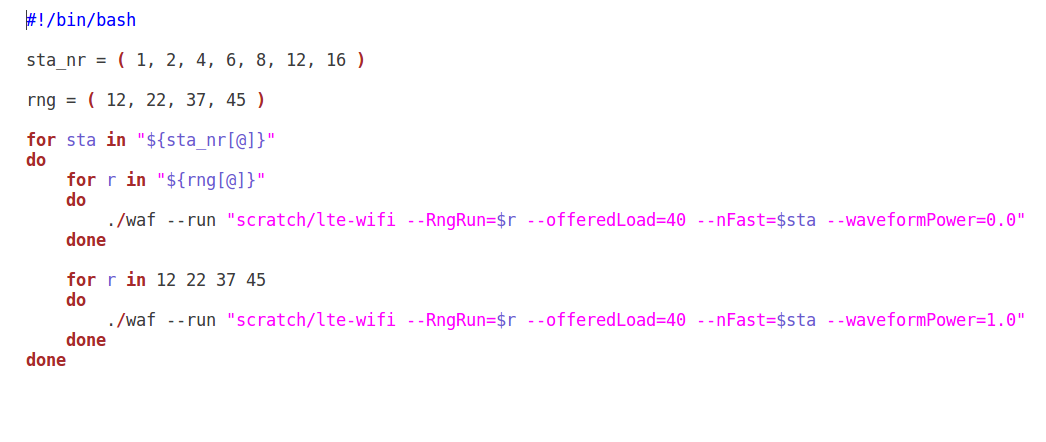 #!/bin/bash
sta_nr = ( 1, 2, 4, 6, 8, 12, 16 )
rng = ( 12, 22, 37, 45 )
for sta in "${sta_nr[@]}"
do
for r in "${rng[@]}"
do
./waf --run "scratch/lte-wifi --RngRun=$r --offeredLoad=40 --nFast=$sta --waveformPower=0.0"
done
for r in 12 22 37 45
do
./waf --run "scratch/lte-wifi --RngRun=$r --offeredLoad=40 --nFast=$sta --waveformPower=1.0"
done
done